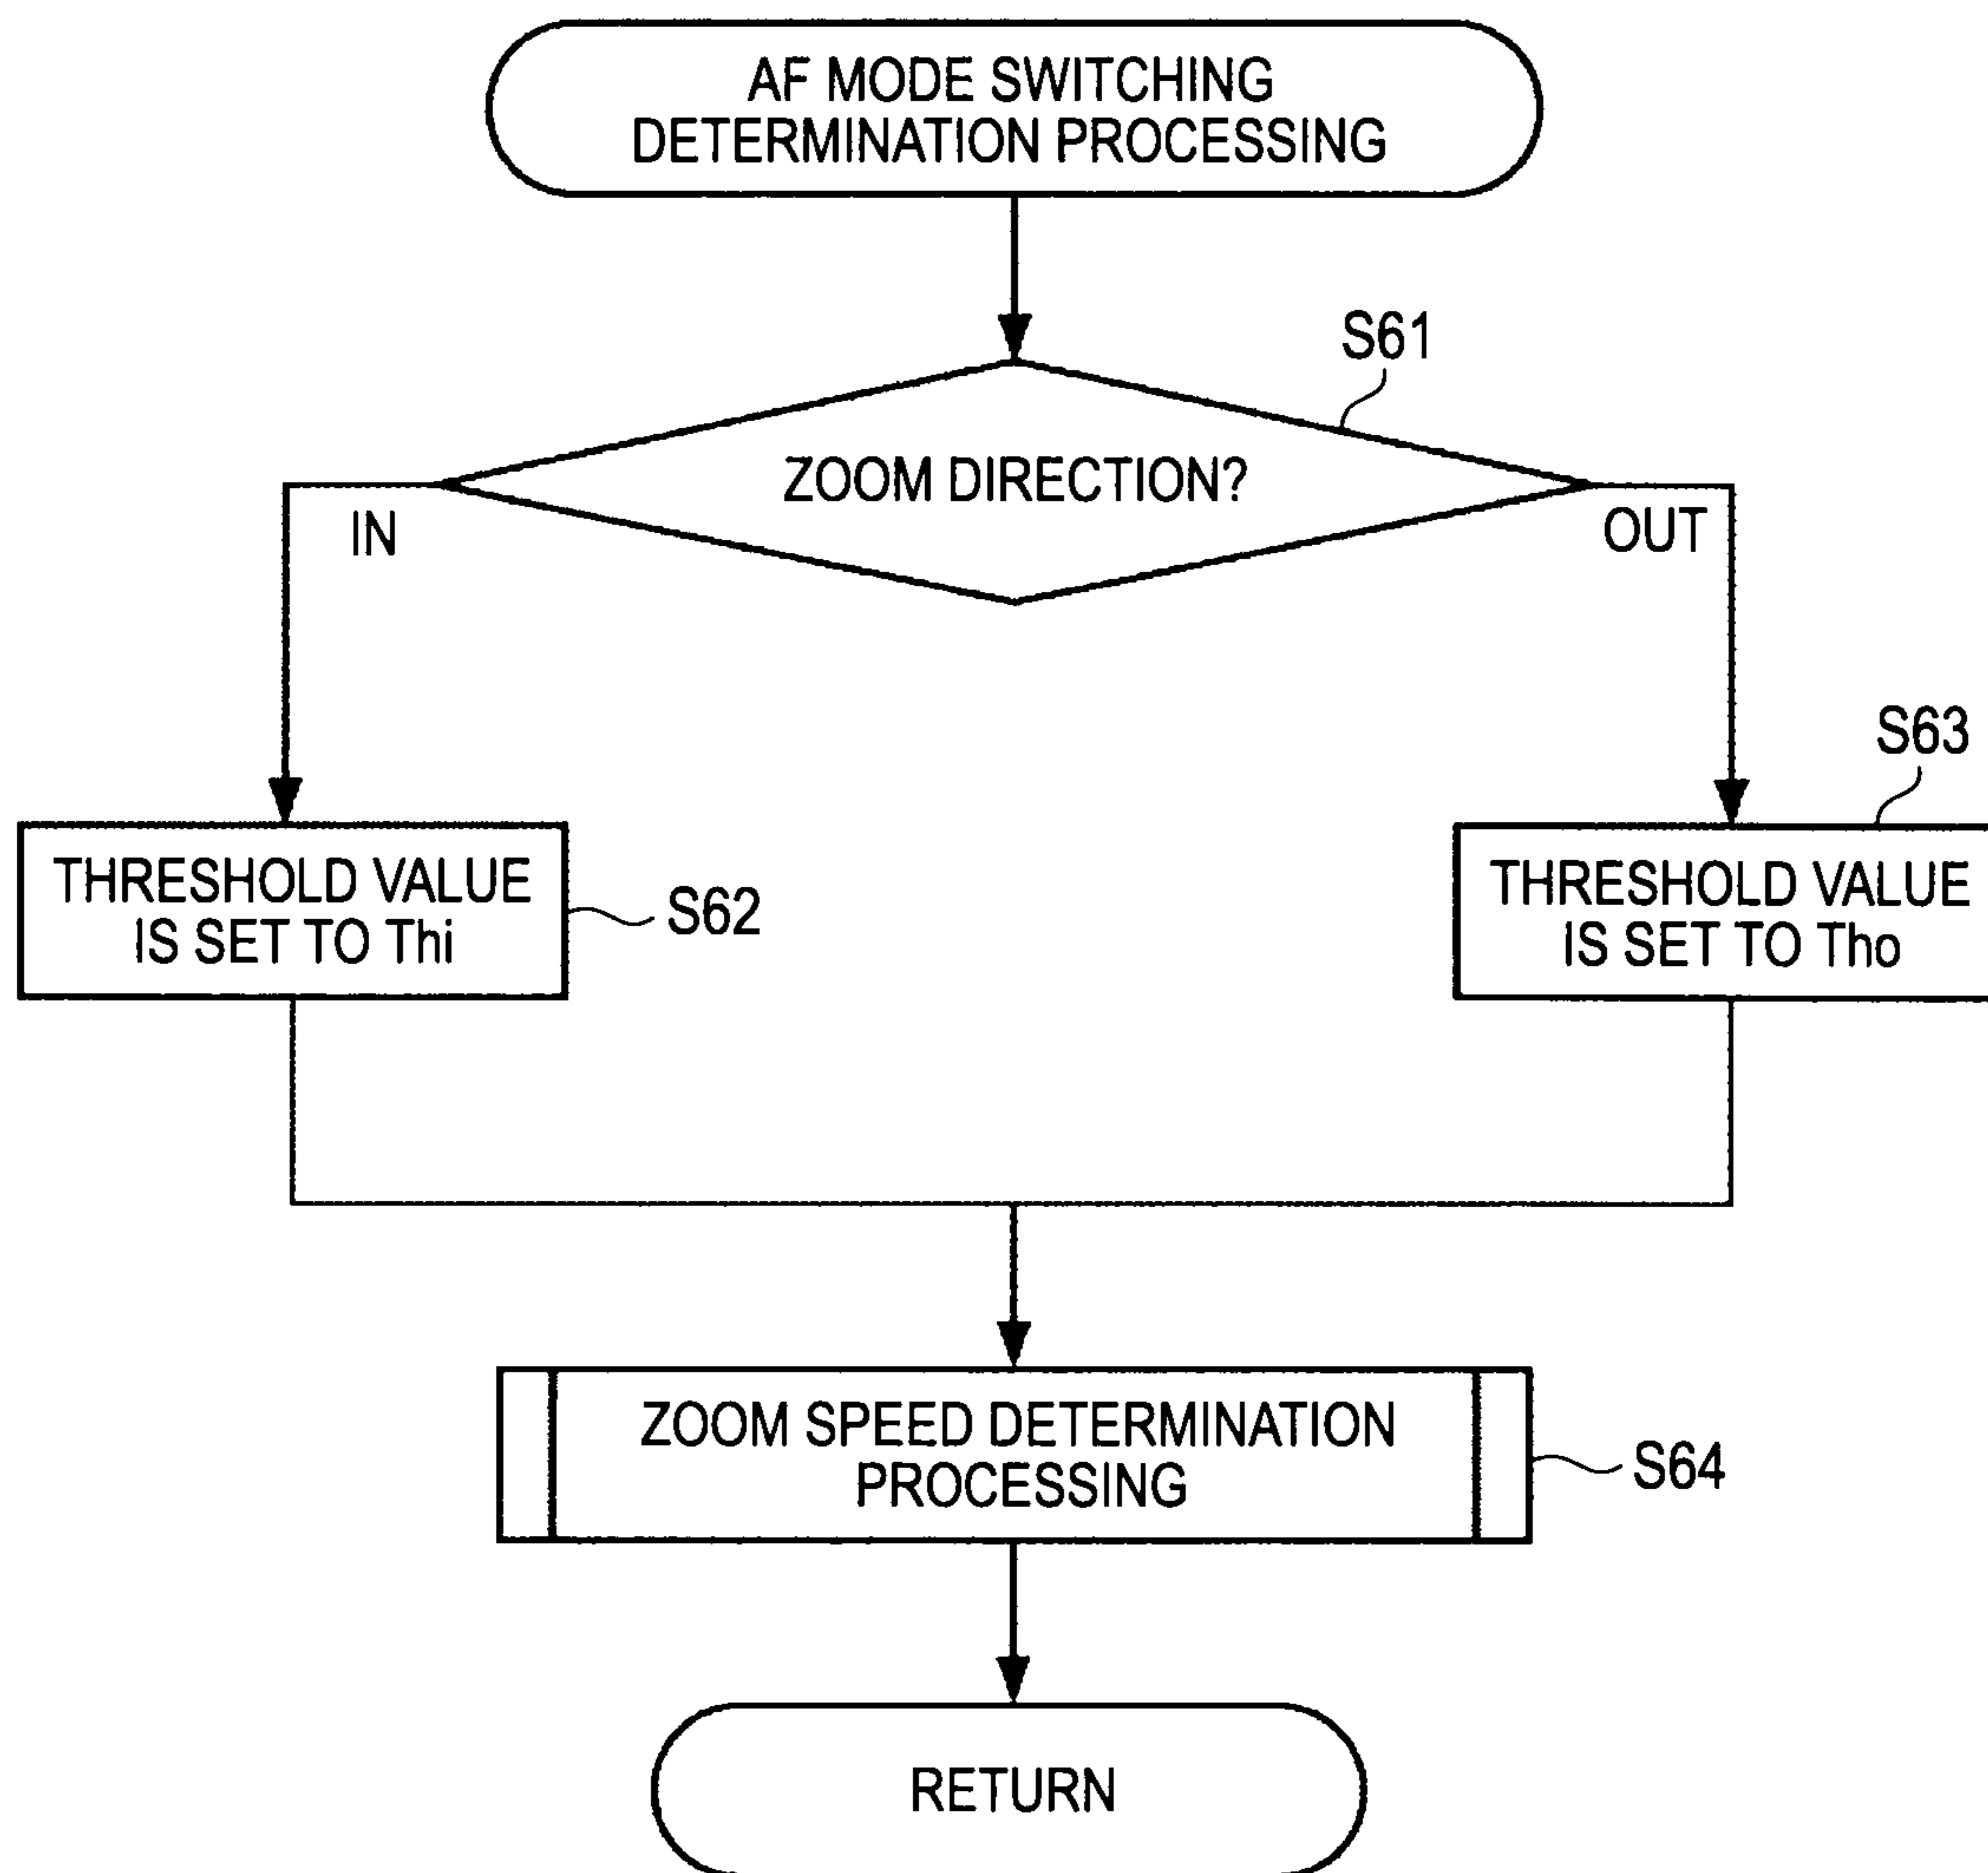 AF MODE SWITCHING
DETERMINATION PROCESSING
S61
ZOOM DIRECTION?
IN
OUT
S63
THRESHOLD VALUE
IS SET TO Thi
S62
THRESHOLD VALUE
IS SET TO Tho
ZOOM SPEED DETERMINATION
PROCESSING
S64
RETURN